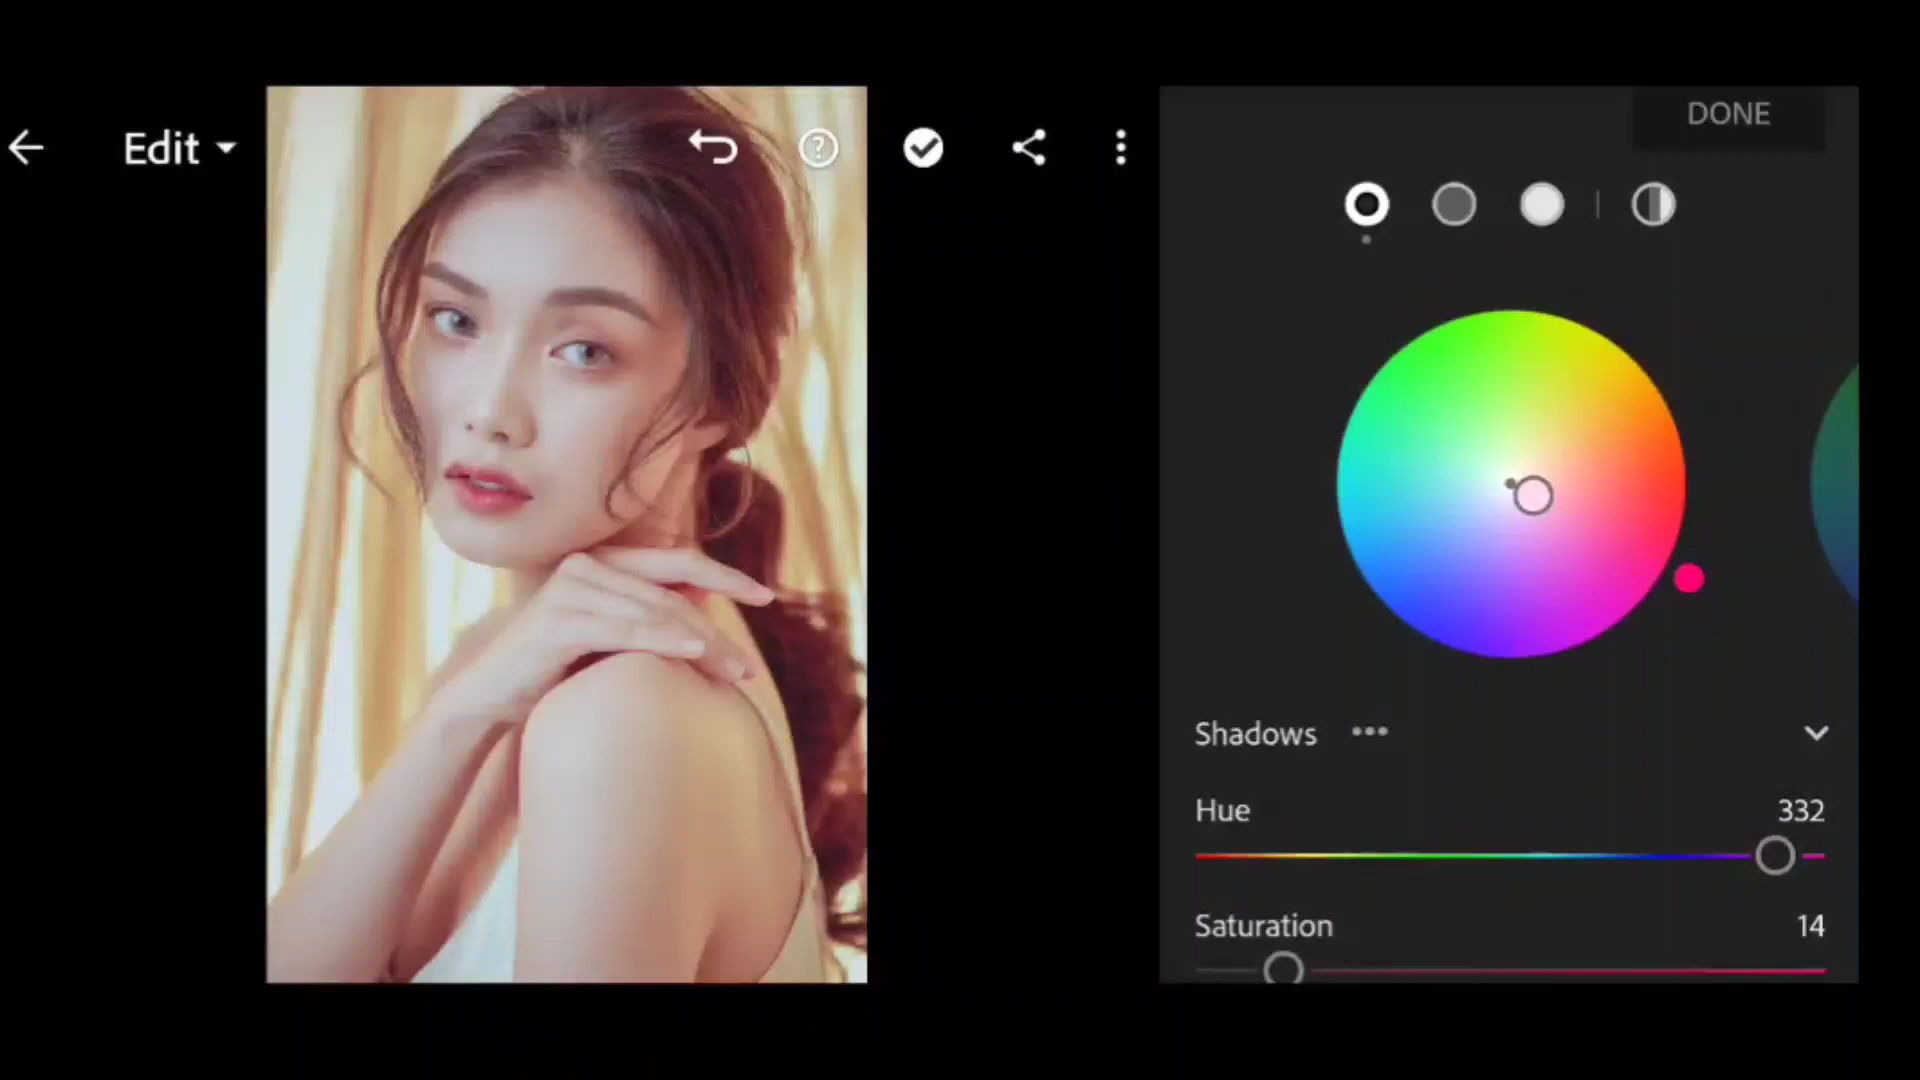 Edit
?
DONE
Shadows •••
Hue 332
Saturation 14